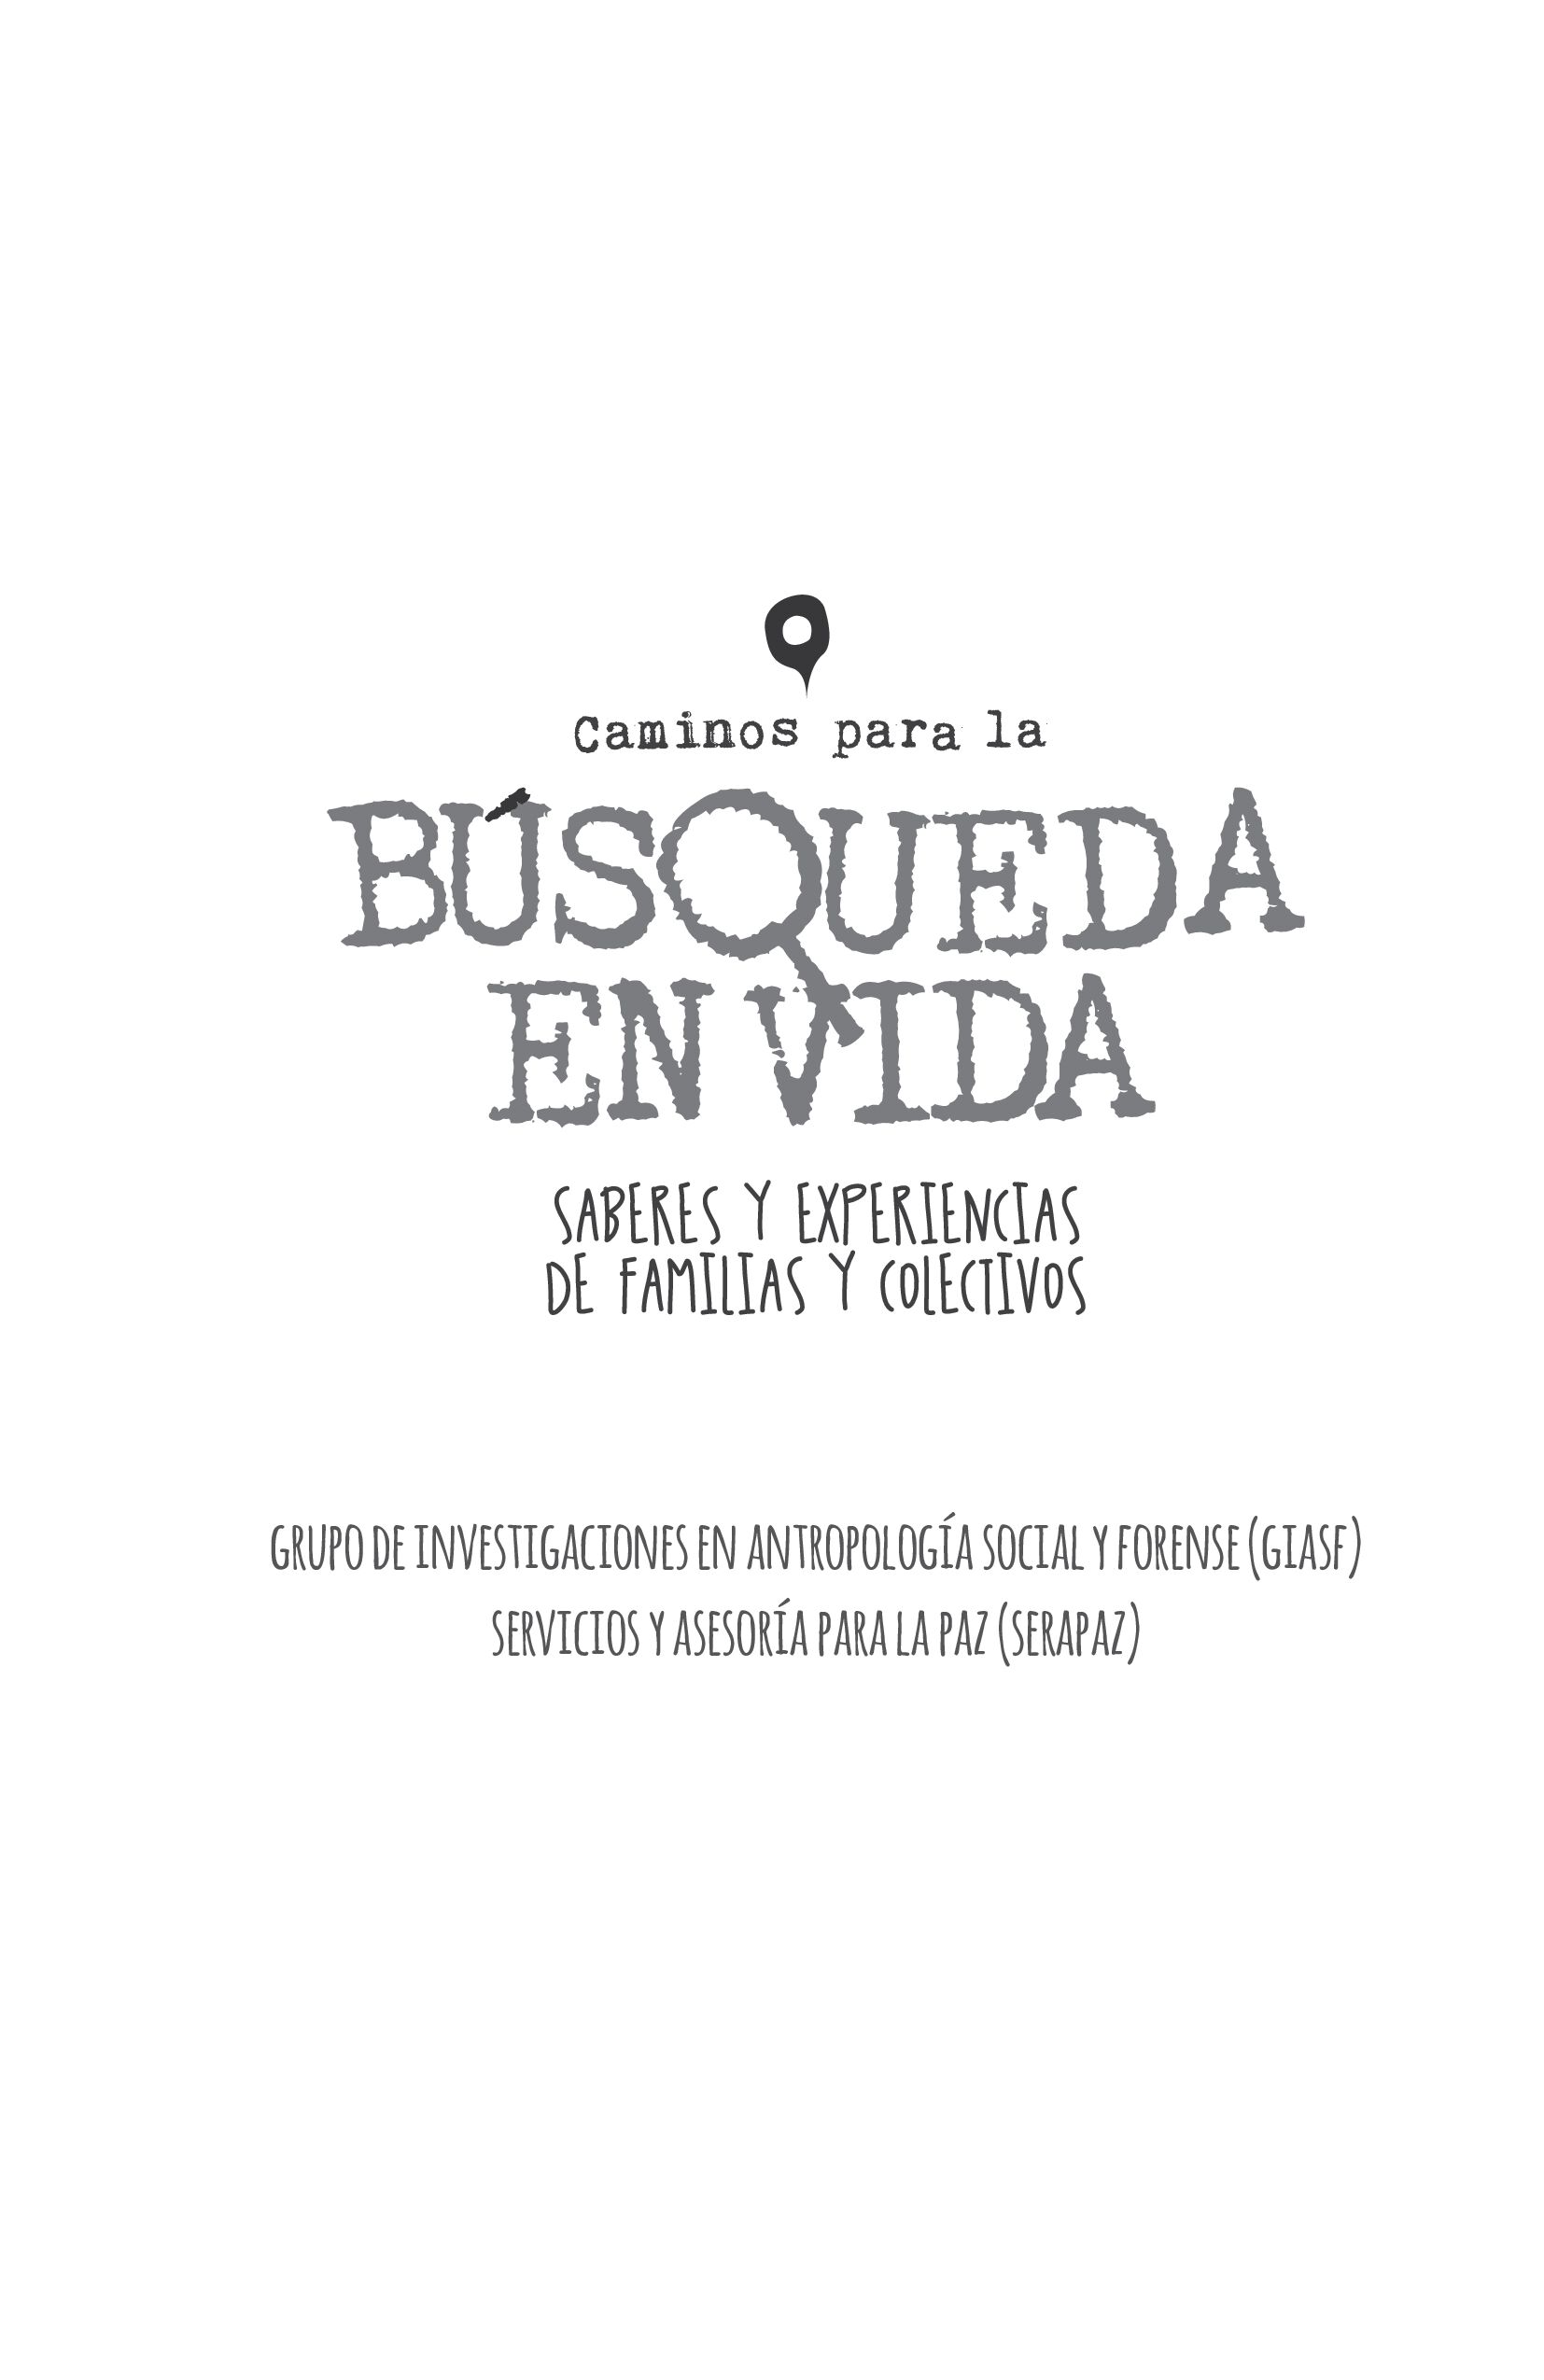 Caminos para la
BÚSQUEDA
EN VIDA
SABERES Y EXPERIENCIAS
DE FAMILIAS Y COLECTIVOS
GRUPO DE INVESTIGACIONES EN ANTROPOLOGÍA SOCIAL Y FORENSE (GIASF)
SERVICIOS Y ASESORÍA PARA LA PAZ (SERAPAZ)